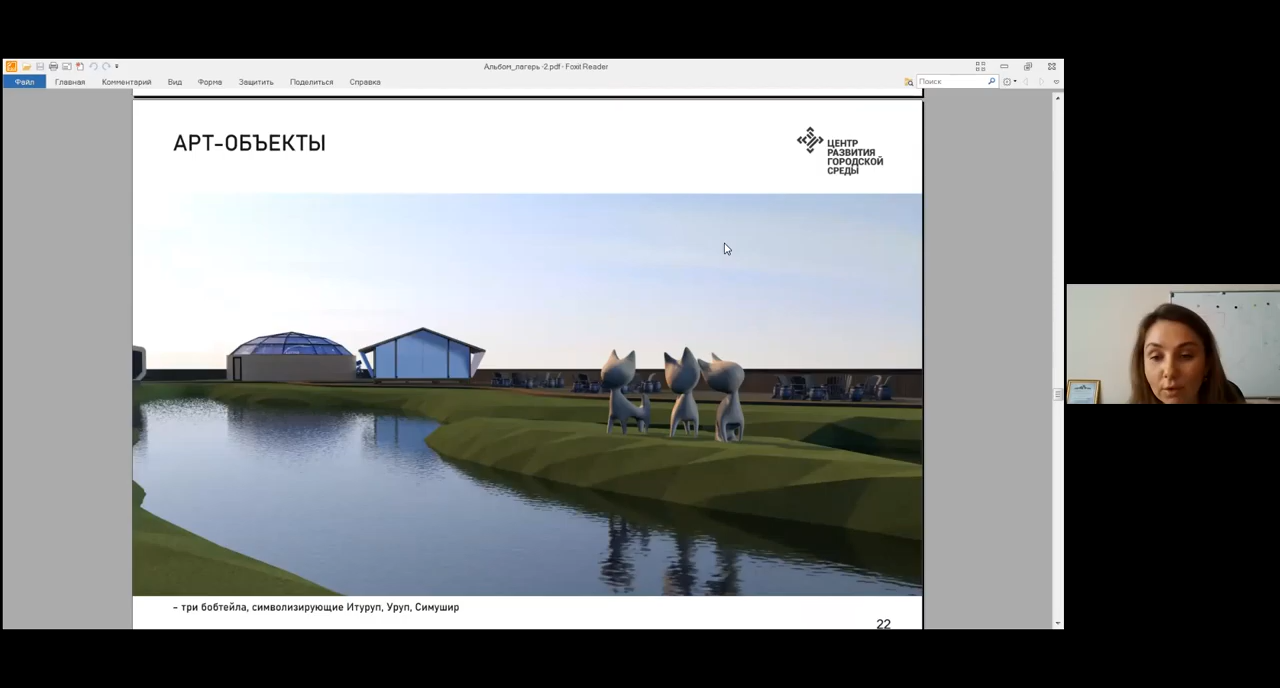 Альбом_лагерь -2.pdf - Foxit Reader
Файл Главная Комментарий Вид Форма Защитить Поделиться Справка Поиск
АРТ-ОБЪЕКТЫ
ЦЕНТР
РАЗВИТИЯ
ГОРОДСКОЙ
СРЕДЫ
– три бобтейла, символизирующие Итуруп, Уруп, Симушир
22